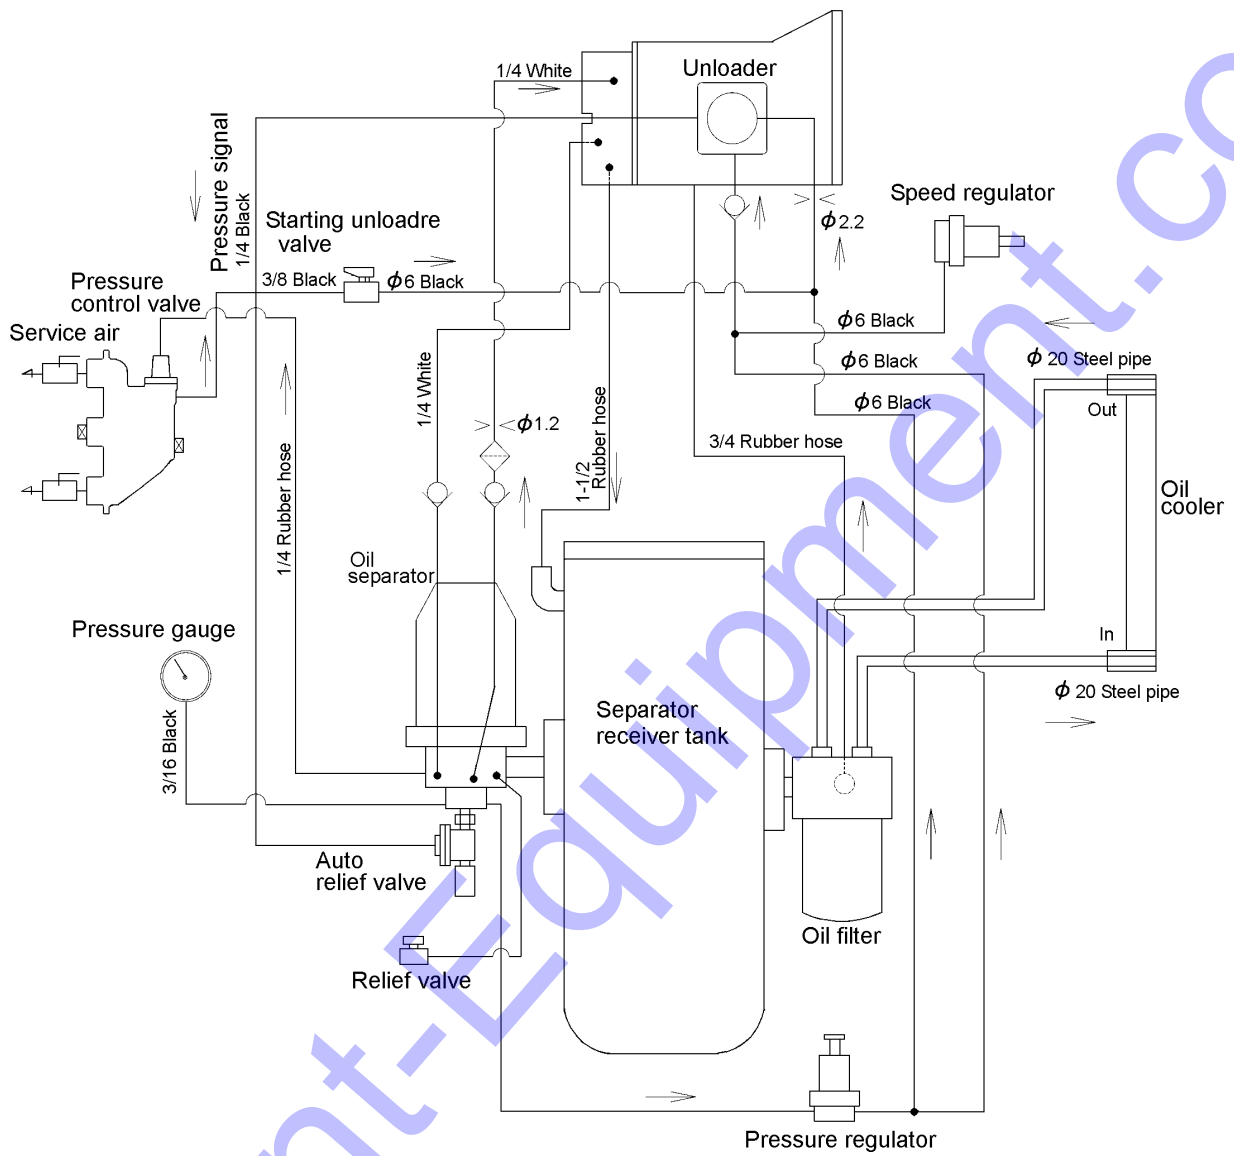 1/4 White
Unloader
Pressure signal
1/4 Black
Speed regulator
Starting unloadre
valve
ϕ2.2
3/8 Black
ϕ6 Black
Pressure
control valve
Service air
ϕ6 Black
ϕ 20 Steel pipe
ϕ6 Black
ϕ6 Black
Out
1/4 White
ϕ1.2
1-1/2
Rubber hose
3/4 Rubber hose
Oil
cooler
1/4 Rubber hose
Oil
separator
Pressure gauge
In
ϕ 20 Steel pipe
Separator
receiver tank
3/16 Black
Auto
relief valve
Oil filter
Relief valve
Pressure regulator
nt-Equipment.co